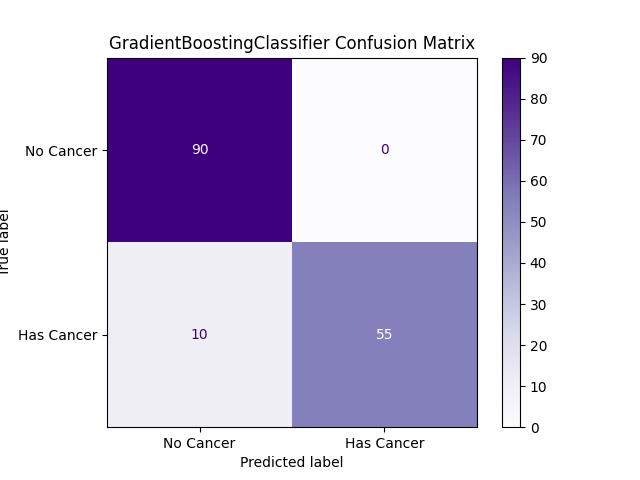 GradientBoostingClassifier Confusion Matrix
True label
No Cancer
Has Cancer
90
0
10
55
No Cancer
Has Cancer
Predicted label
90
80
70
60
50
40
30
20
10
0